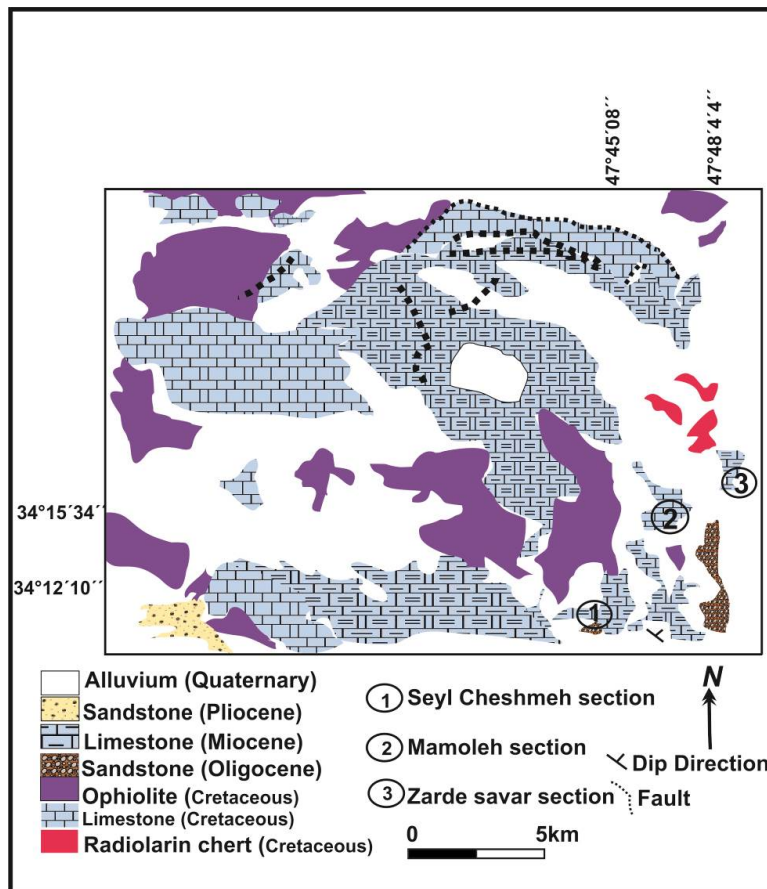 47°45´08´´
47°48´4´4´´
34°15´34´´
34°12´10´´
1
2
3
Alluvium (Quaternary)
Sandstone (Pliocene)
Limestone (Miocene)
Sandstone (Oligocene)
Ophiolite (Cretaceous)
Limestone (Cretaceous)
Radiolarin chert (Cretaceous)
1 Seyl Cheshmeh section
2 Mamoleh section
3 Zarde savar section
N
Dip Direction
Fault
0 5km